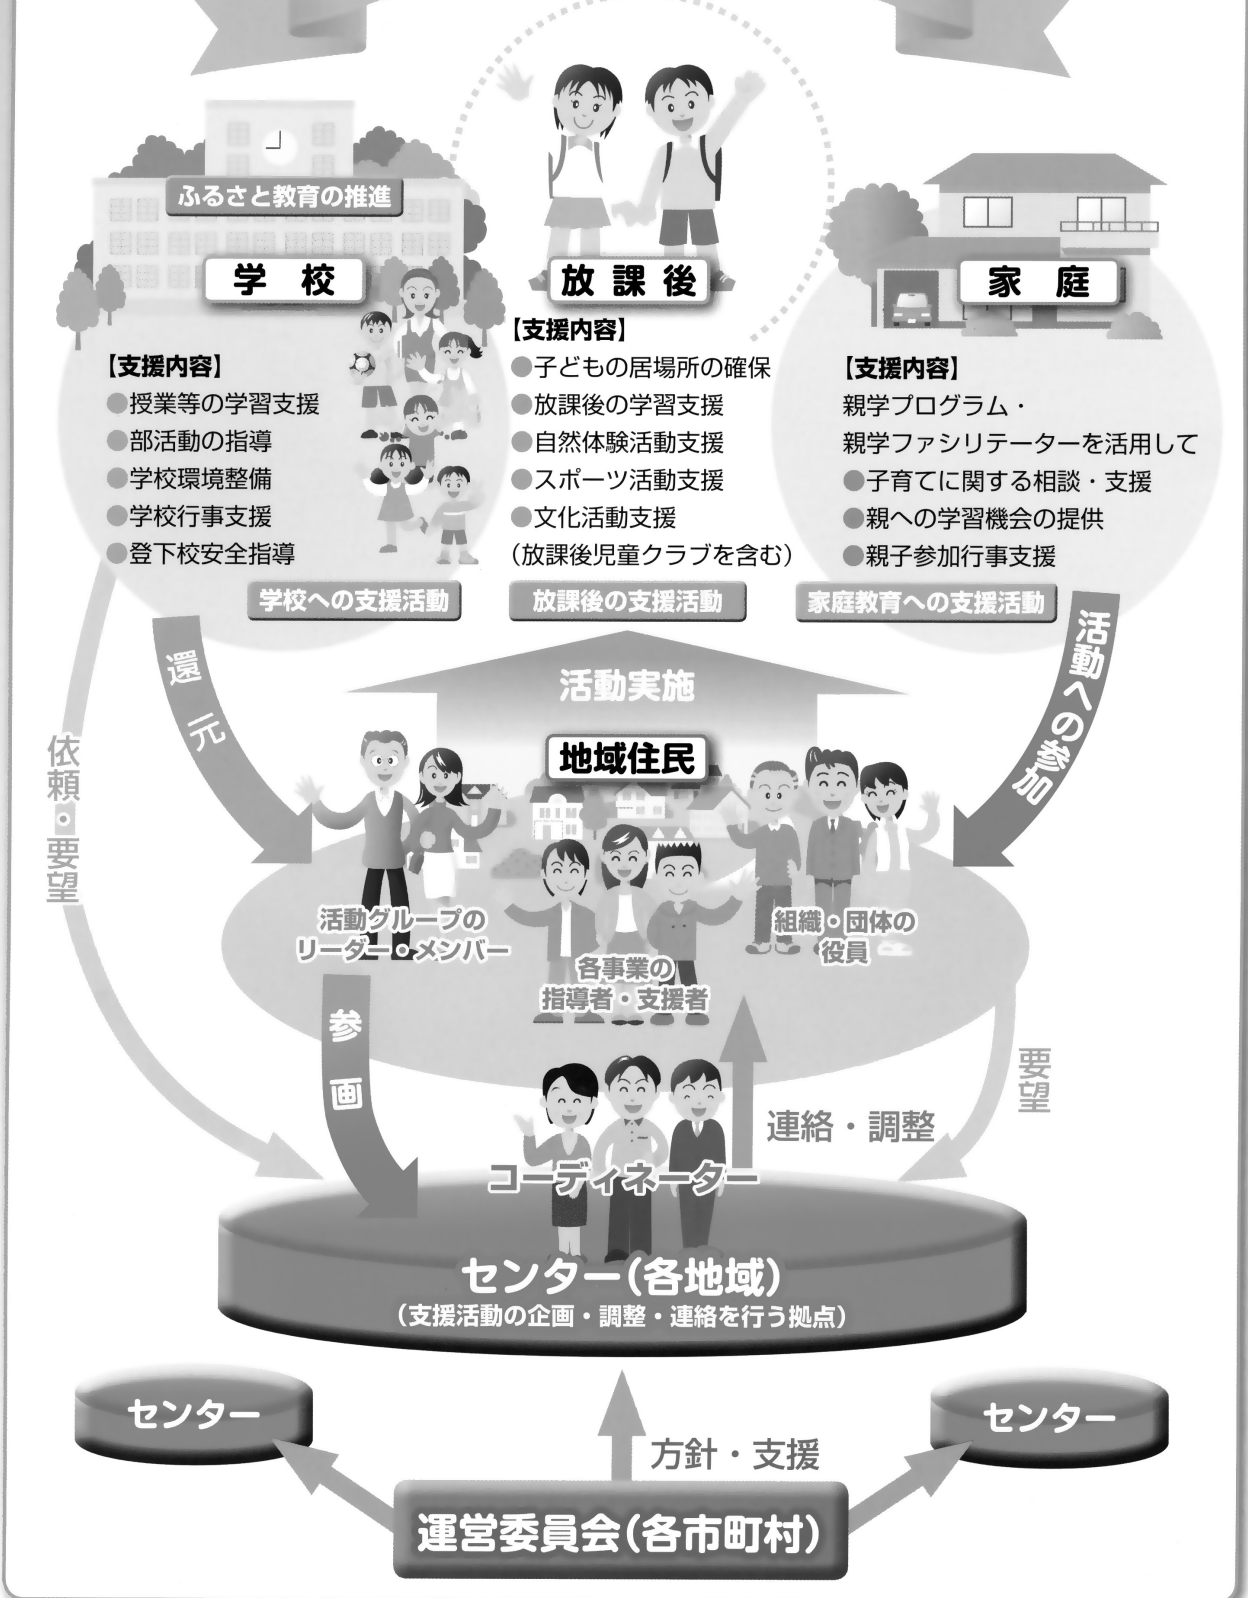 ふるさと教育の推進
学校
【支援内容】
●授業等の学習支援
●部活動の指導
●学校環境整備
●学校行事支援
●登下校安全指導
学校への支援活動
放課後
【支援内容】
●子どもの居場所の確保
●放課後の学習支援
●自然体験活動支援
●スポーツ活動支援
●文化活動支援
（放課後児童クラブを含む）
放課後の支援活動
家庭
【支援内容】
親学プログラム・
親学ファシリテーターを活用して
●子育てに関する相談・支援
●親への学習機会の提供
●親子参加行事支援
家庭教育への支援活動
還元
活動への参加
依頼・要望
活動実施
地域住民
活動グループの
リーダー・メンバー
各事業の
指導者・支援者
組織・団体の
役員
参画
連絡・調整
要望
コーディネーター
センター（各地域）
（支援活動の企画・調整・連絡を行う拠点）
センター
センター
方針・支援
運営委員会（各市町村）